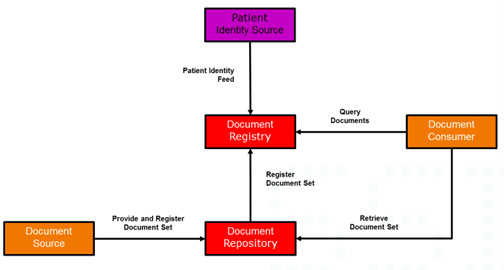 Patient
Identity Source
Patient Identity
Feed
Document
Registry
Query
Documents
Document
Consumer
Register
Document Set
Document
Source
Provide and Register
Document Set
Document
Repository
Retrieve
Document Set